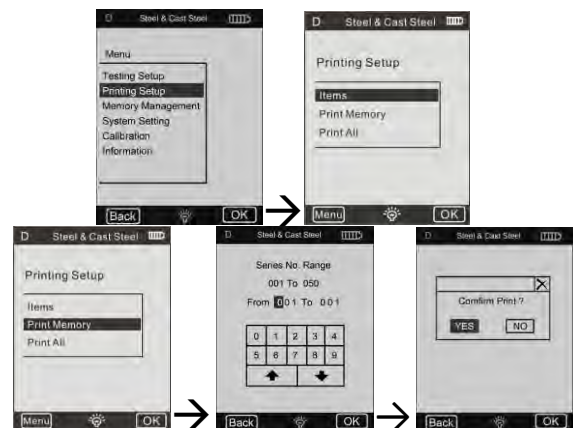 D Steel & Cast Steel
Menu
Testing Setup
Printing Setup
Memory Management
System Setting
Calibration
Information
Back OK
D Steel & Cast Steel
Printing Setup
Items
Print Memory
Print All
Menu OK
D Steel & Cast Steel
Printing Setup
Items
Print Memory
Print All
Menu OK
D Steel & Cast Steel
Series No. Range
001 To 050
From 001 To 001
0 1 2 3 4
5 6 7 8 9
Back OK
D Steel & Cast Steel
Comfirm Print ?
YES NO
Back OK